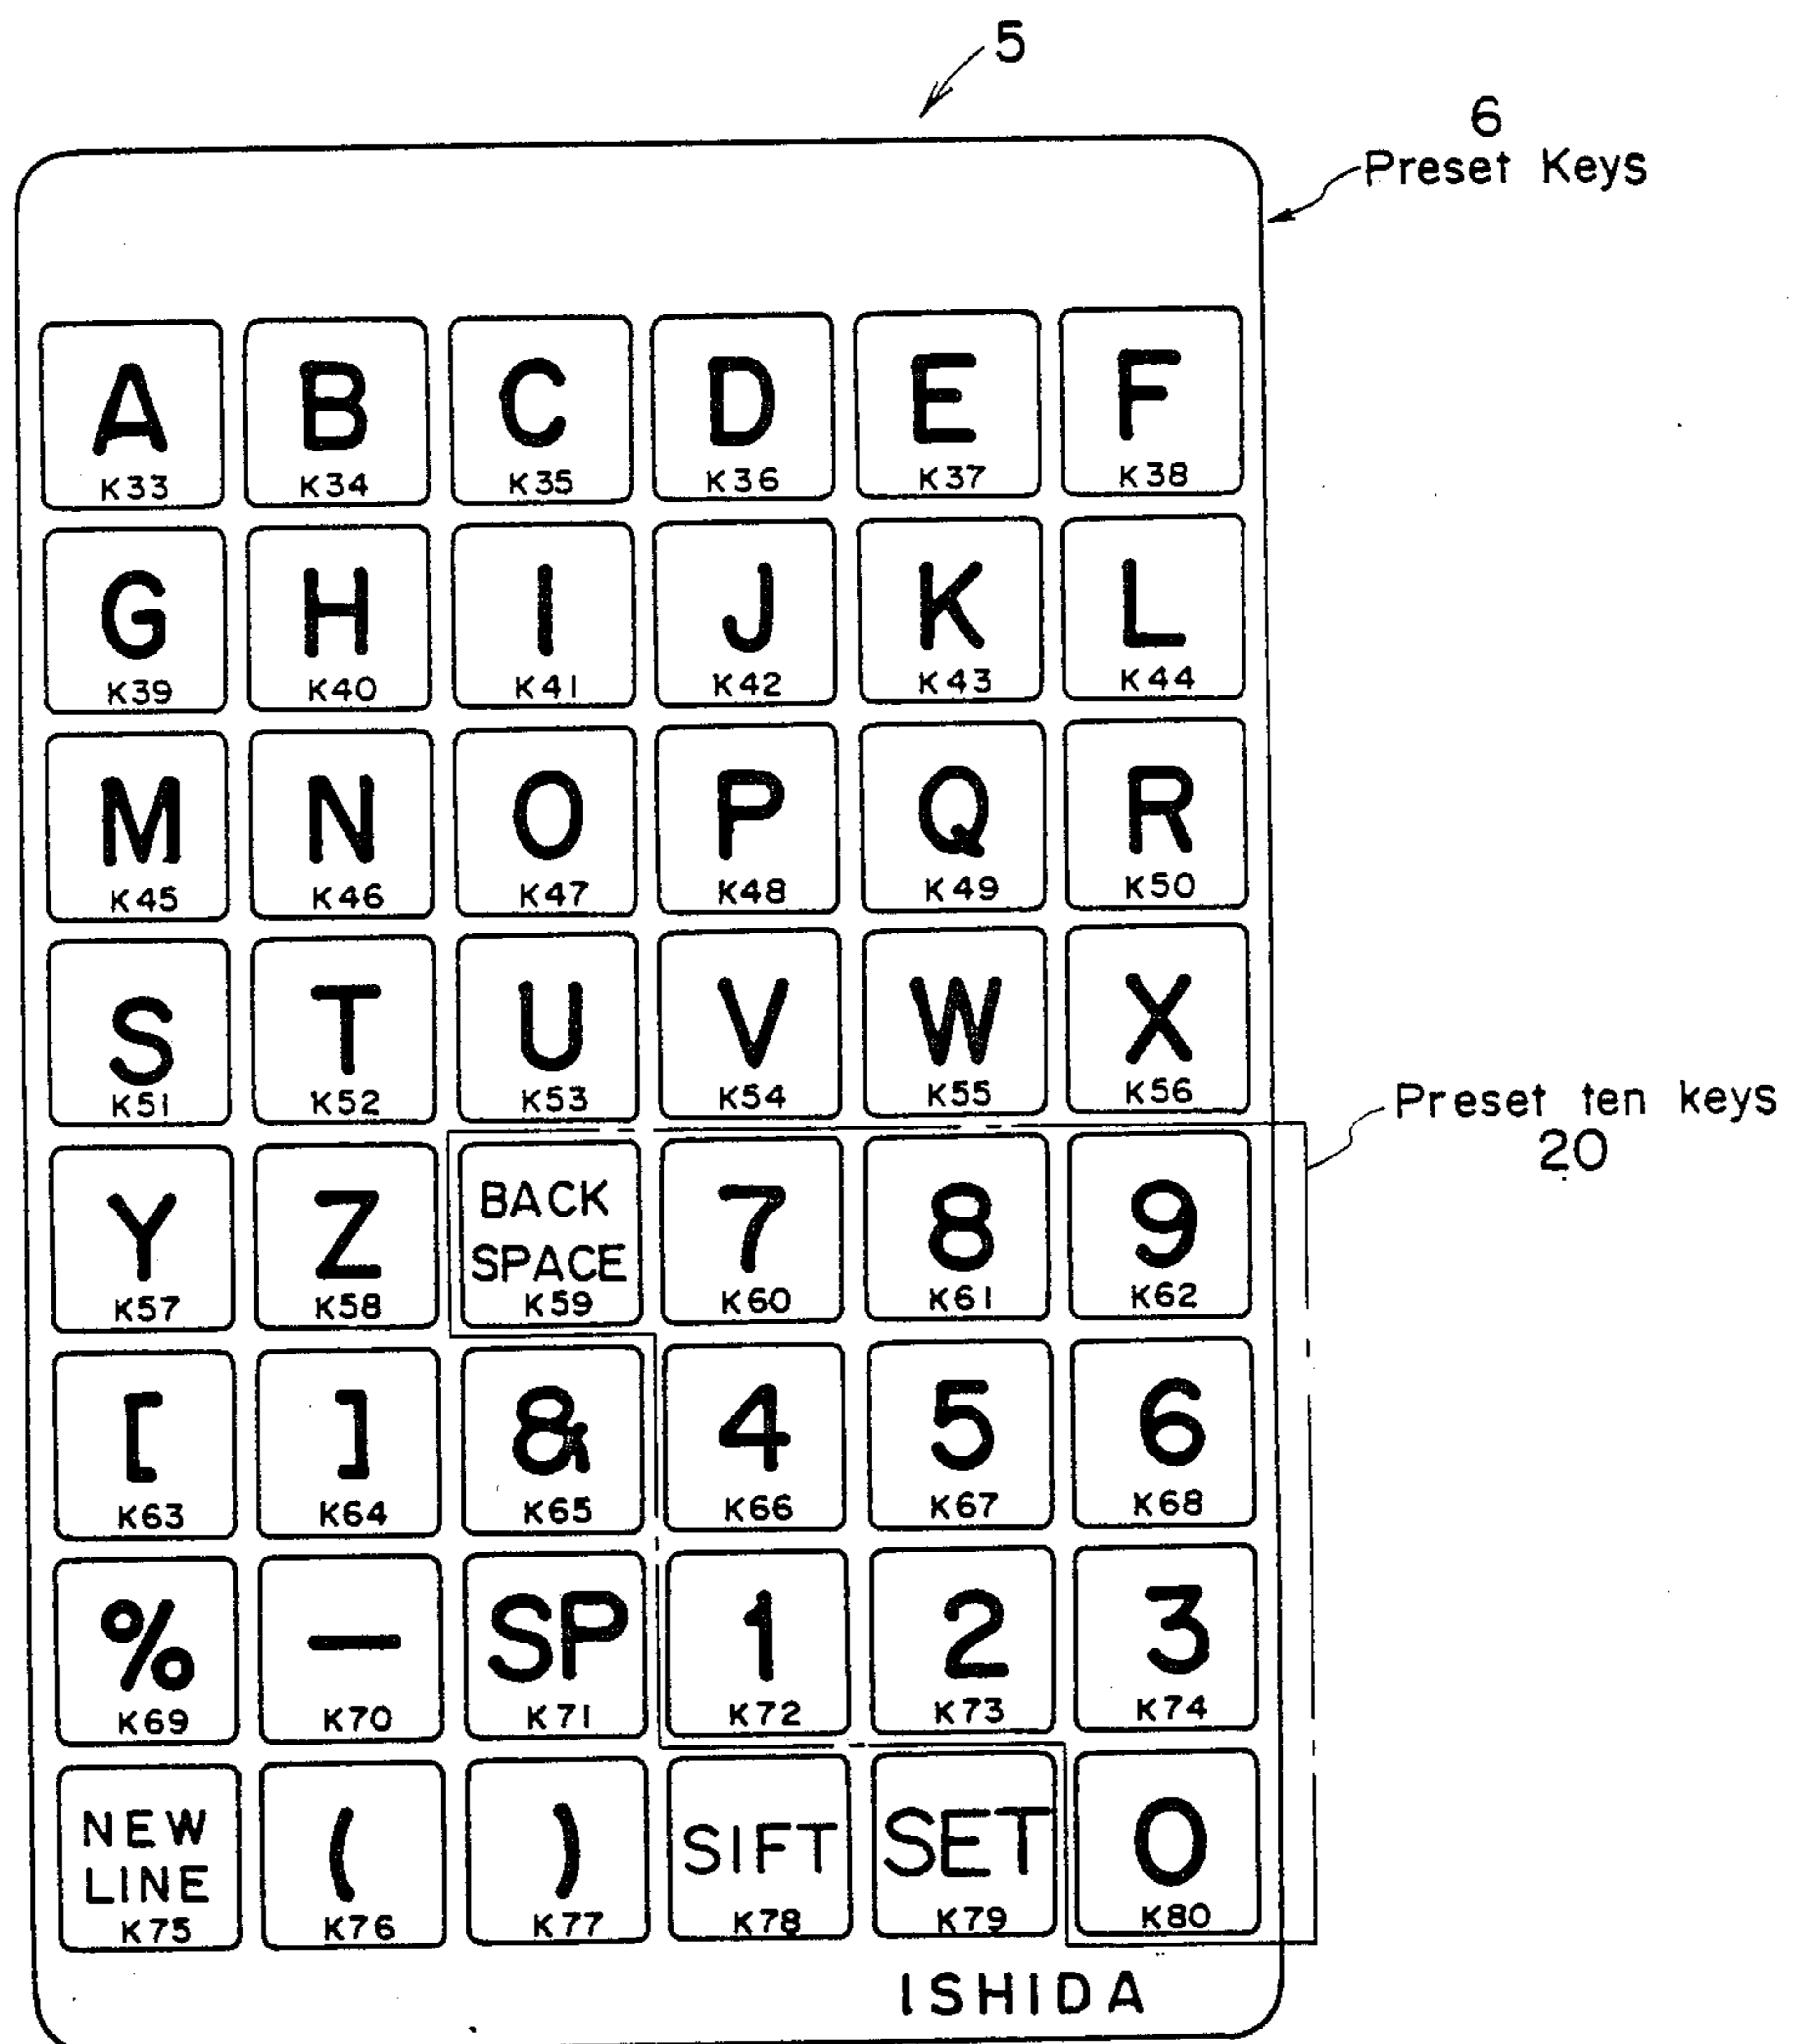 5
6
Preset Keys
A B C D E F
K33 K34 K35 K36 K37 K38
G H I J K L
K39 K40 K41 K42 K43 K44
M N O P Q R
K45 K46 K47 K48 K49 K50
S T U V W X
K51 K52 K53 K54 K55 K56
Preset ten keys
20
Y Z BACK SPACE 7 8 9
K57 K58 K59 K60 K61 K62
[ ] & 4 5 6
K63 K64 K65 K66 K67 K68
% — SP 1 2 3
K69 K70 K71 K72 K73 K74
NEW LINE ( ) SIFT SET 0
K75 K76 K77 K78 K79 K80
ISHIDA